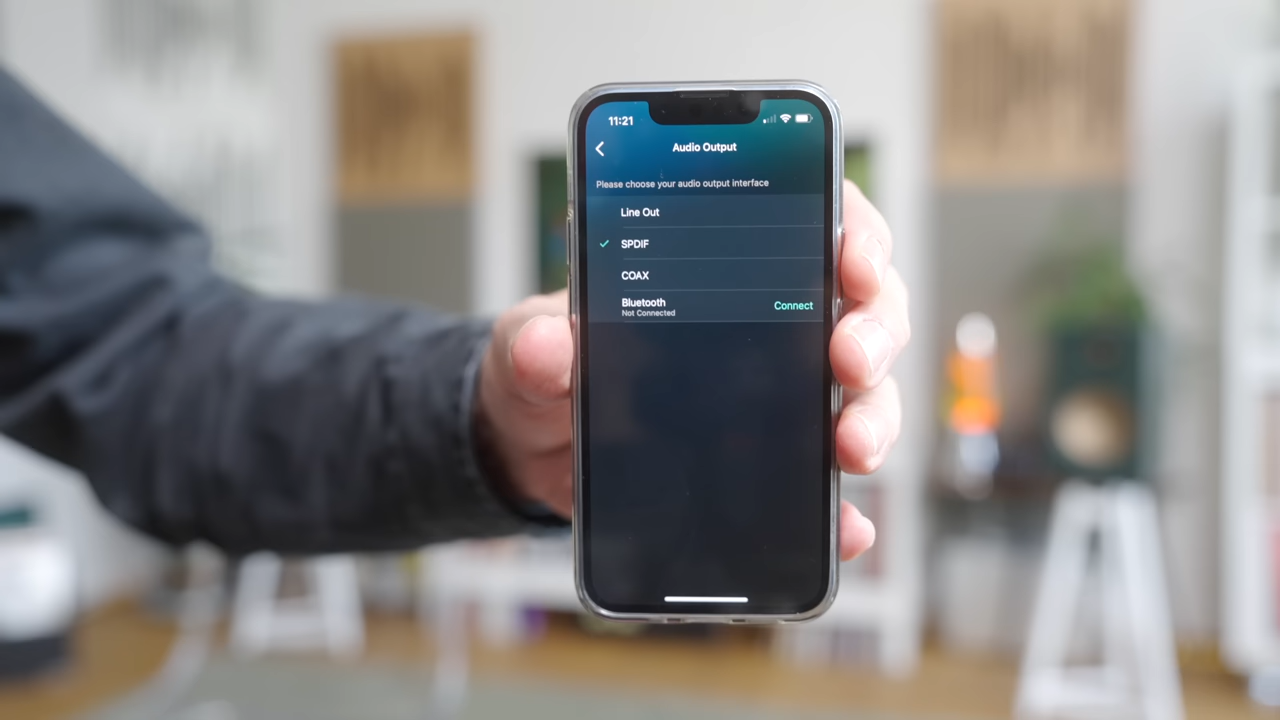 11:21
Audio Output
Please choose your audio output interface
Line Out
SPDIF
COAX
Bluetooth
Not Connected
Connect